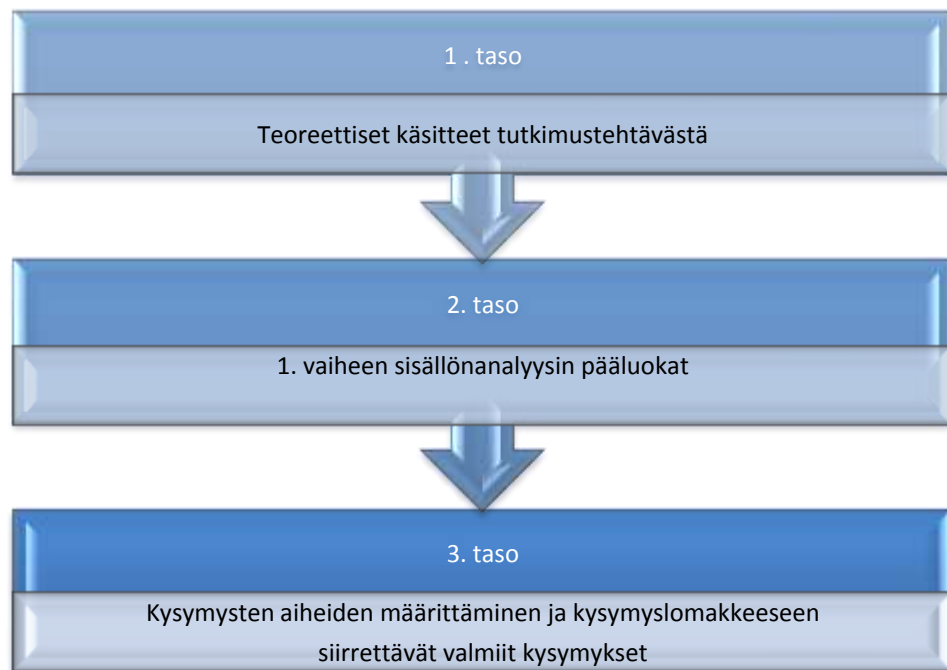 1 . taso
Teoreettiset käsitteet tutkimustehtävästä
2. taso
1. vaiheen sisällönanalyysin pääluokat
3. taso
Kysymysten aiheiden määrittäminen ja kysymyslomakkeeseen
siirrettävät valmiit kysymykset